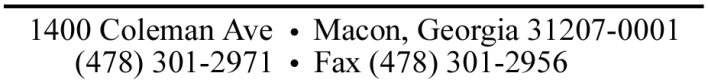 1400 Coleman Ave • Macon, Georgia 31207-0001
(478) 301-2971 • Fax (478) 301-2956